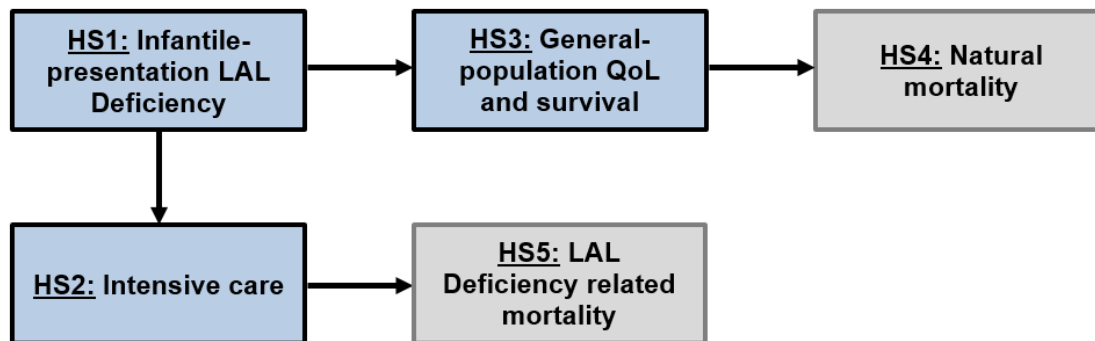 HS1: Infantile-
presentation LAL
Deficiency
HS3: General-
population QoL
and survival
HS4: Natural
mortality
HS2: Intensive care
HS5: LAL
Deficiency related
mortality